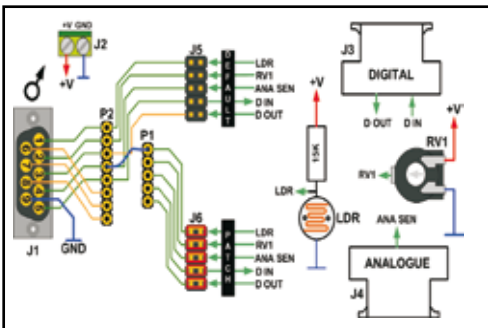 +V GND
J2
+V
J5
DEFAULT
LDR
RV1
ANA SEN
D IN
D OUT
P2
P1
J1
GND
J6
PATCH
LDR
RV1
ANA SEN
D IN
D OUT
+V
15K
LDR
LDR
J3
DIGITAL
D OUT
D IN
+V
RV1
RV1
ANA SEN
ANALOGUE
J4